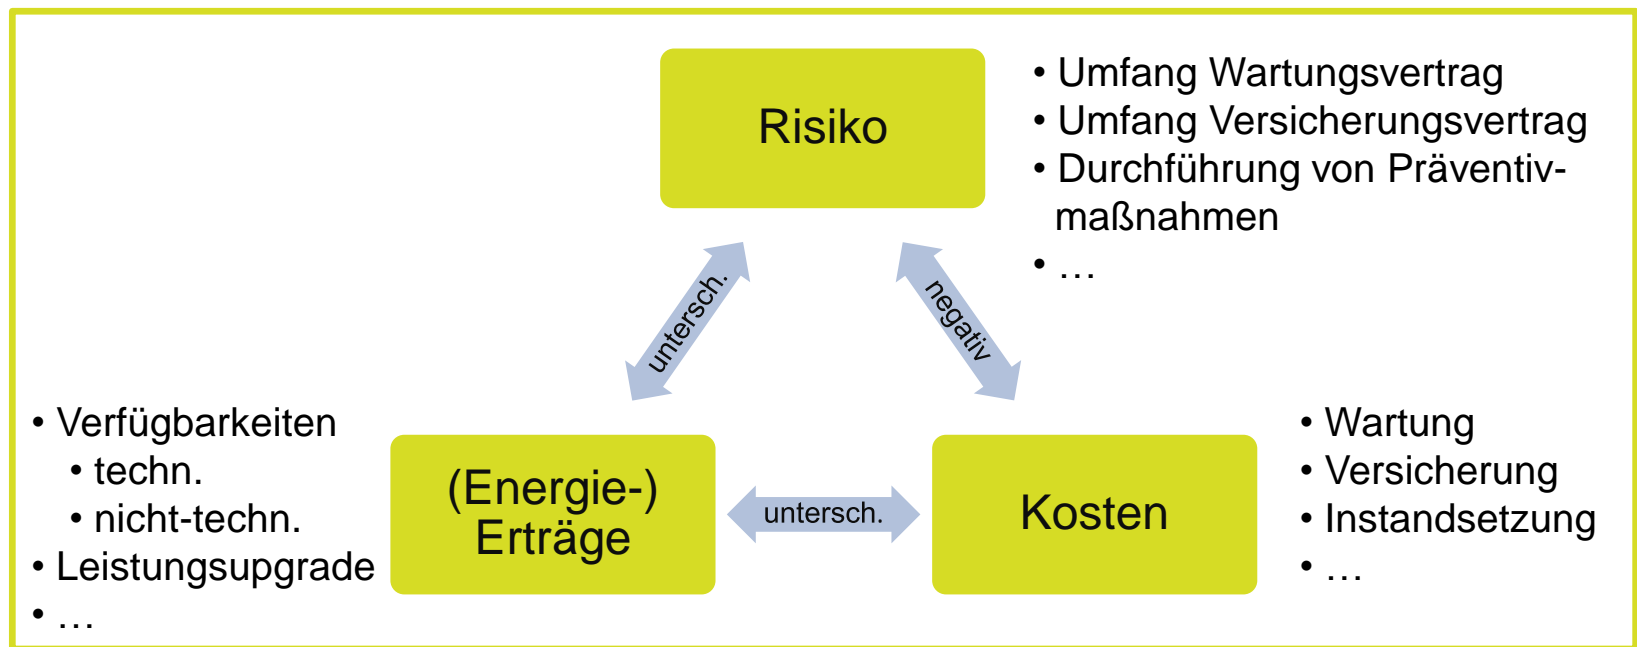 Risiko
• Umfang Wartungsvertrag
• Umfang Versicherungsvertrag
• Durchführung von Präventiv-
maßnahmen
• …
untersch.
negativ
• Verfügbarkeiten
• techn.
• nicht-techn.
• Leistungsupgrade
• …
(Energie-)
Erträge
untersch.
Kosten
• Wartung
• Versicherung
• Instandsetzung
• …